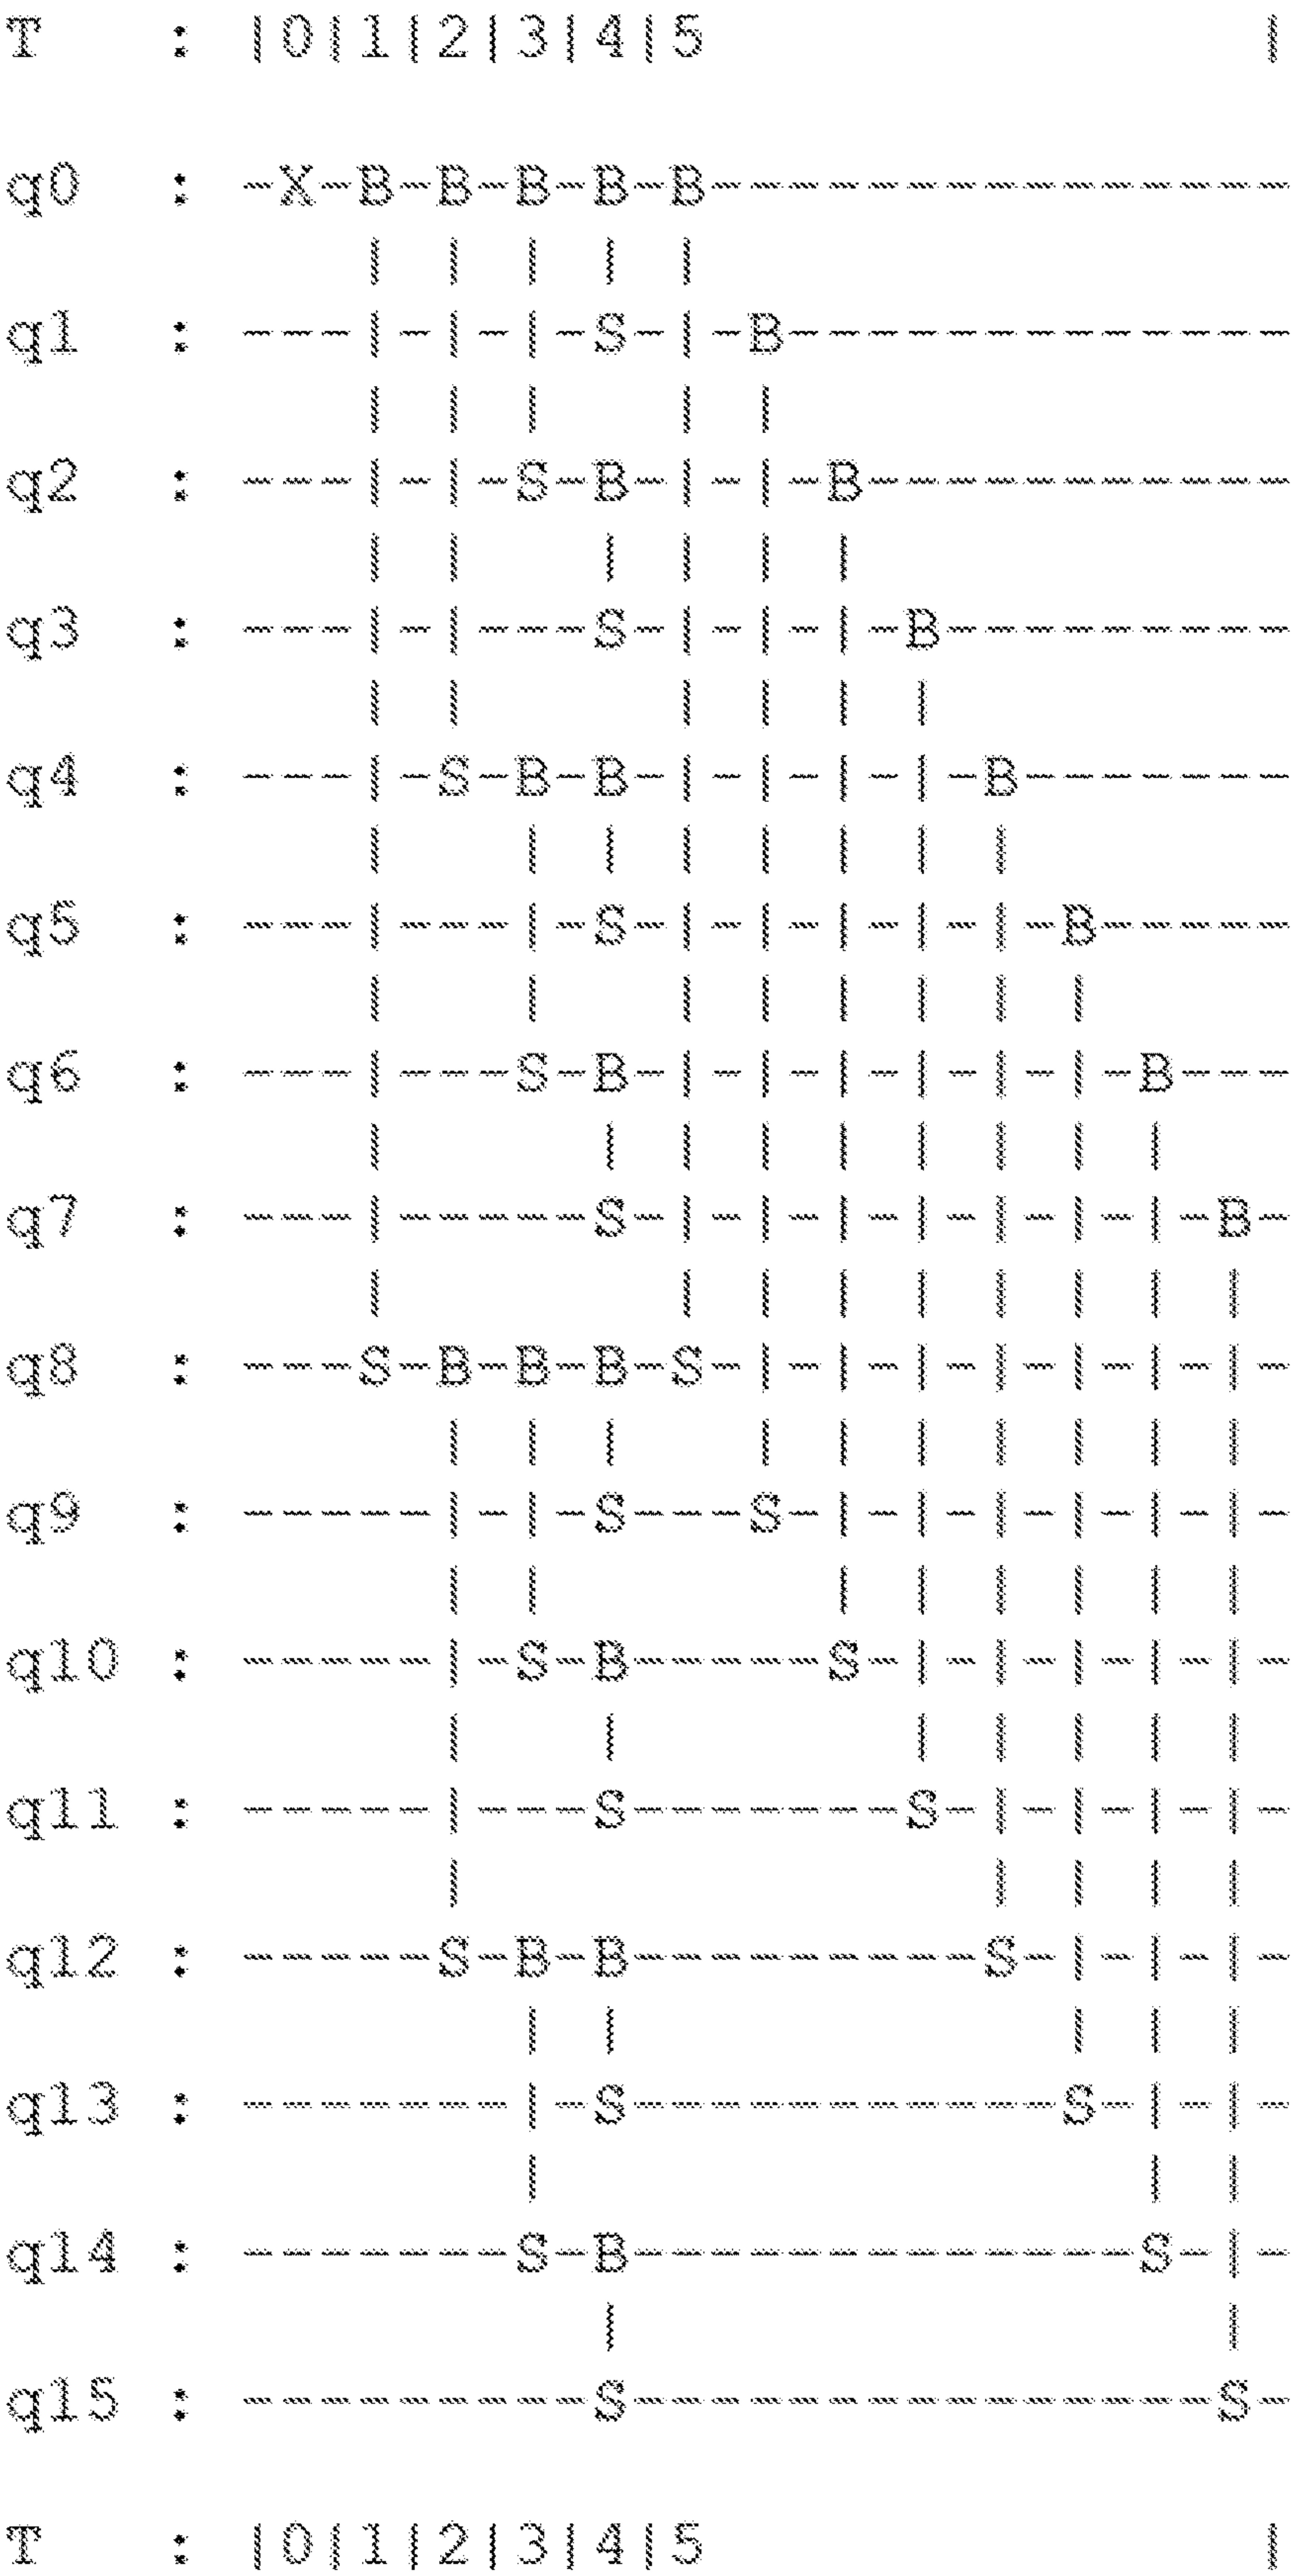 T   : |0|1|2|3|4|5              |
q0  : -X-B-B-B-B-B---------------
         | | | | |
q1  : ---|-|-|-S-|-B-------------
         | | |   | |
q2  : ---|-|-S-B-|-|-B-----------
         | |   | | | |
q3  : ---|-|---S-|-|-|-B---------
         | |     | | | |
q4  : ---|-S-B-B-|-|-|-|-B-------
         |   | | | | | | |
q5  : ---|---|-S-|-|-|-|-|-B-----
         |   |   | | | | | |
q6  : ---|---S-B-|-|-|-|-|-|-B---
         |     | | | | | | | |
q7  : ---|-----S-|-|-|-|-|-|-|-B-
         |       | | | | | | | |
q8  : ---S-B-B-B-S-|-|-|-|-|-|-|-
           | | |   | | | | | | |
q9  : -----|-|-S---S-|-|-|-|-|-|-
           | |       | | | | | |
q10 : -----|-S-B-----S-|-|-|-|-|-
           |   |       | | | | |
q11 : -----|---S-------S-|-|-|-|-
           |             | | | |
q12 : -----S-B-B---------S-|-|-|-
             | |           | | |
q13 : -------|-S-----------S-|-|-
             |               | |
q14 : -------S-B-------------S-|-
               |               |
q15 : ---------S---------------S-
T   : |0|1|2|3|4|5              |